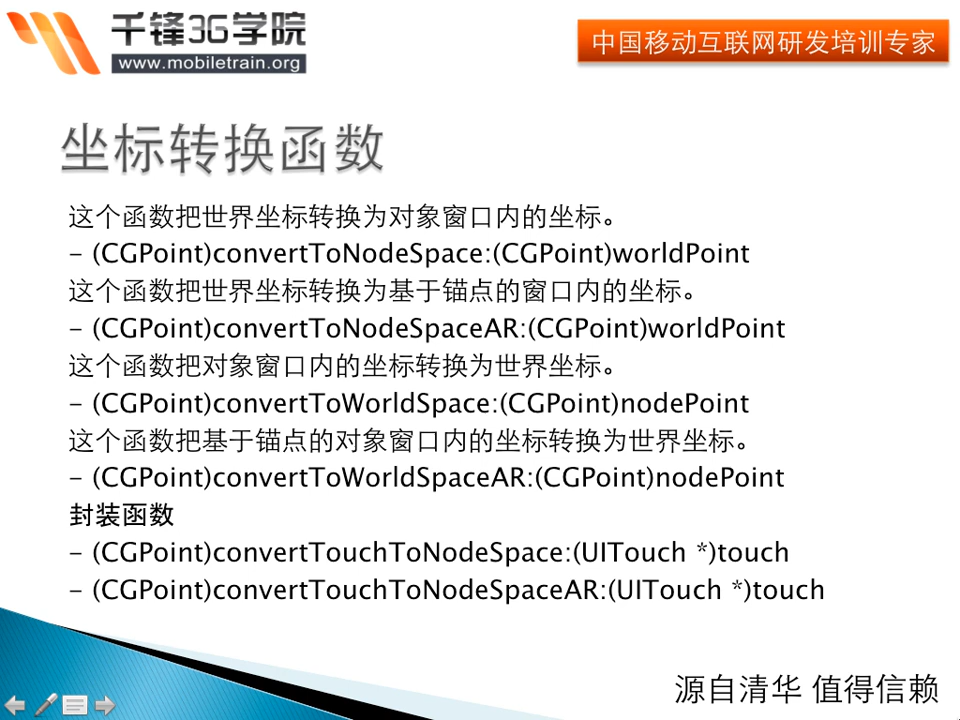 千锋3G学院
www.mobiletrain.org
中国移动互联网研发培训专家
坐标转换函数
这个函数把世界坐标转换为对象窗口内的坐标。
- (CGPoint)convertToNodeSpace:(CGPoint)worldPoint
这个函数把世界坐标转换为基于锚点的窗口内的坐标。
- (CGPoint)convertToNodeSpaceAR:(CGPoint)worldPoint
这个函数把对象窗口内的坐标转换为世界坐标。
- (CGPoint)convertToWorldSpace:(CGPoint)nodePoint
这个函数把基于锚点的对象窗口内的坐标转换为世界坐标。
- (CGPoint)convertToWorldSpaceAR:(CGPoint)nodePoint
封装函数
- (CGPoint)convertTouchToNodeSpace:(UITouch *)touch
- (CGPoint)convertTouchToNodeSpaceAR:(UITouch *)touch
源自清华 值得信赖